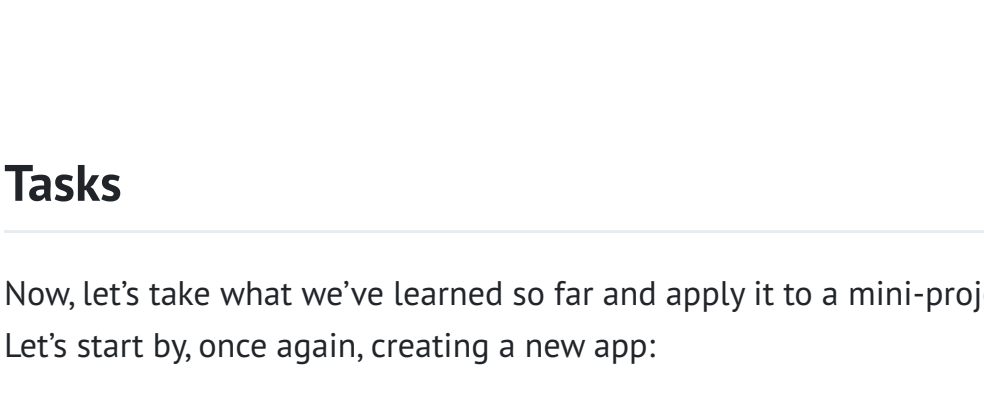 Tasks
Now, let’s take what we’ve learned so far and apply it to a mini-proj
Let’s start by, once again, creating a new app: